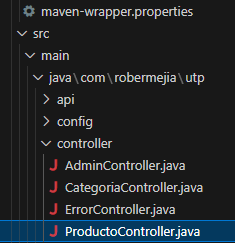 maven-wrapper.properties
src
main
java\com\robermejia\utp
api
config
controller
J AdminController.java
J CategoriaController.java
J ErrorController.java
J ProductoController.java